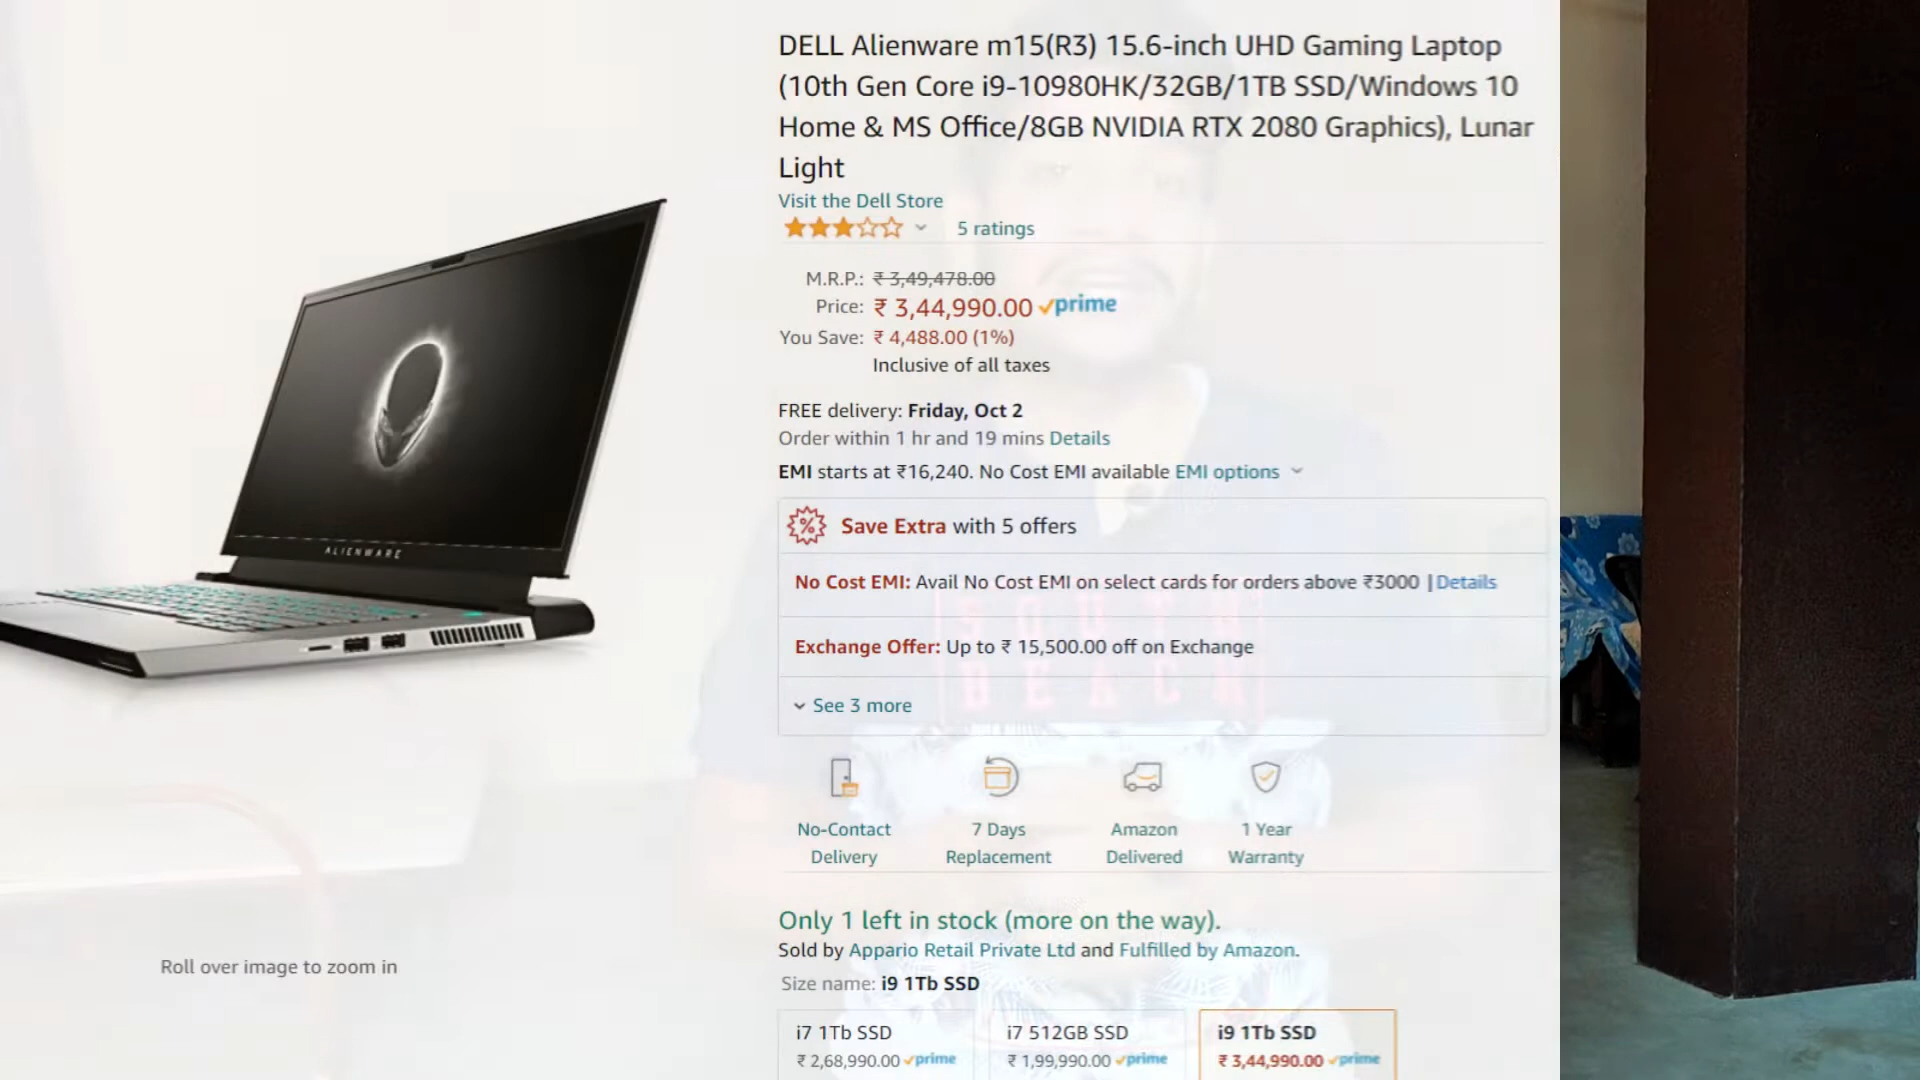 DELL Alienware m15(R3) 15.6-inch UHD Gaming Laptop
(10th Gen Core i9-10980HK/32GB/1TB SSD/Windows 10
Home & MS Office/8GB NVIDIA RTX 2080 Graphics), Lunar
Light
Visit the Dell Store
5 ratings
M.R.P.: ₹ 3,49,478.00
Price: ₹ 3,44,990.00 prime
You Save: ₹ 4,488.00 (1%)
Inclusive of all taxes
FREE delivery: Friday, Oct 2
Order within 1 hr and 19 mins Details
EMI starts at ₹16,240. No Cost EMI available EMI options
% Save Extra with 5 offers
No Cost EMI: Avail No Cost EMI on select cards for orders above ₹3000 | Details
Exchange Offer: Up to ₹ 15,500.00 off on Exchange
See 3 more
ALIENWARE
SOUTH
BEACH
No-Contact
Delivery
7 Days
Replacement
Amazon
Delivered
1 Year
Warranty
Only 1 left in stock (more on the way).
Sold by Appario Retail Private Ltd and Fulfilled by Amazon.
Roll over image to zoom in
Size name: i9 1Tb SSD
i7 1Tb SSD
₹ 2,68,990.00 prime
i7 512GB SSD
₹ 1,99,990.00 prime
i9 1Tb SSD
₹ 3,44,990.00 prime